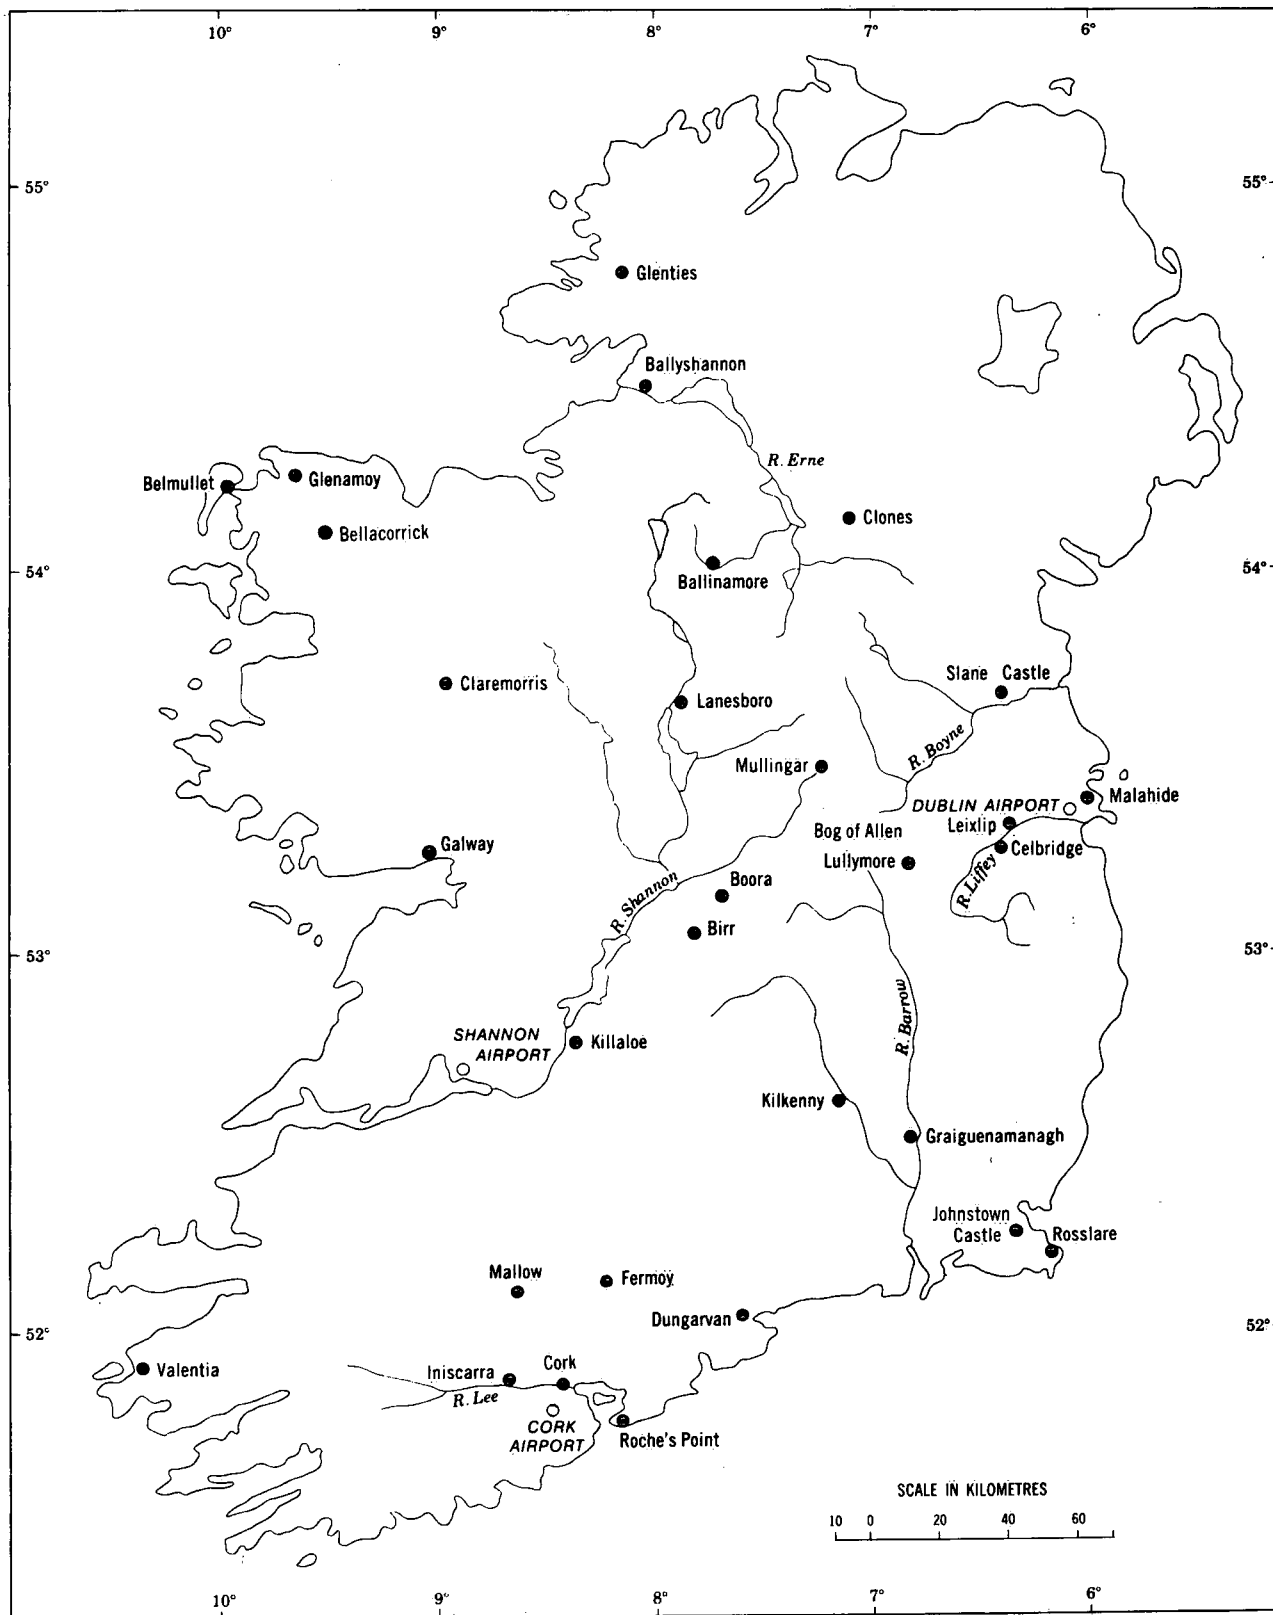 10° 9° 8° 7° 6°
55° 55°
Glenties
Ballyshannon
R. Erne
Belmullet
Glenamoy
Clones
Bellacorrick
54° 54°
Ballinamore
Slane Castle
Claremorris
Lanesboro
R. Boyne
Mullingar
DUBLIN AIRPORT
Malahide
Leixlip
Bog of Allen
Galway
Celbridge
Lullymore
R. Liffey
Boora
R. Shannon
Birr
53° 53°
R. Barrow
SHANNON
AIRPORT
Killaloe
Kilkenny
Graiguenamanagh
Johnstown
Castle
Rosslare
Mallow
Fermoy
Dungarvan
52° 52°
Valentia
Iniscarra
Cork
R. Lee
CORK
AIRPORT
Roche's Point
SCALE IN KILOMETRES
10 0 20 40 60
10° 9° 8° 7° 6°